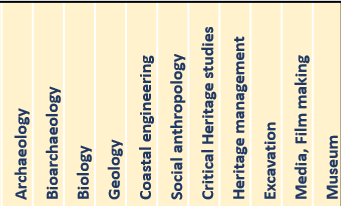 Archaeology
Bioarchaeology
Biology
Geology
Coastal engineering
Social anthropology
Critical Heritage studies
Heritage management
Excavation
Media, Film making
Museum